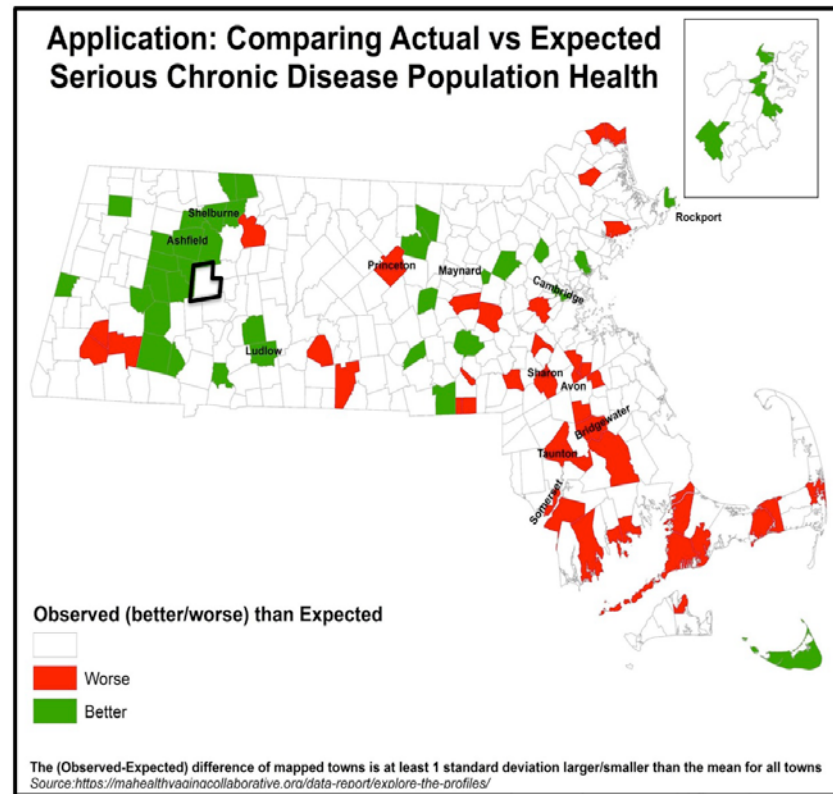 Application: Comparing Actual vs Expected
Serious Chronic Disease Population Health
Shelburne
Rockport
Ashfield
Princeton
Maynard
Cambridge
Ludlow
Sharon
Avon
Bridgewater
Taunton
Somerset
Observed (better/worse) than Expected
Worse
Better
The (Observed-Expected) difference of mapped towns is at least 1 standard deviation larger/smaller than the mean for all towns
Source:https://mahealthyagingcollaborative.org/data-report/explore-the-profiles/